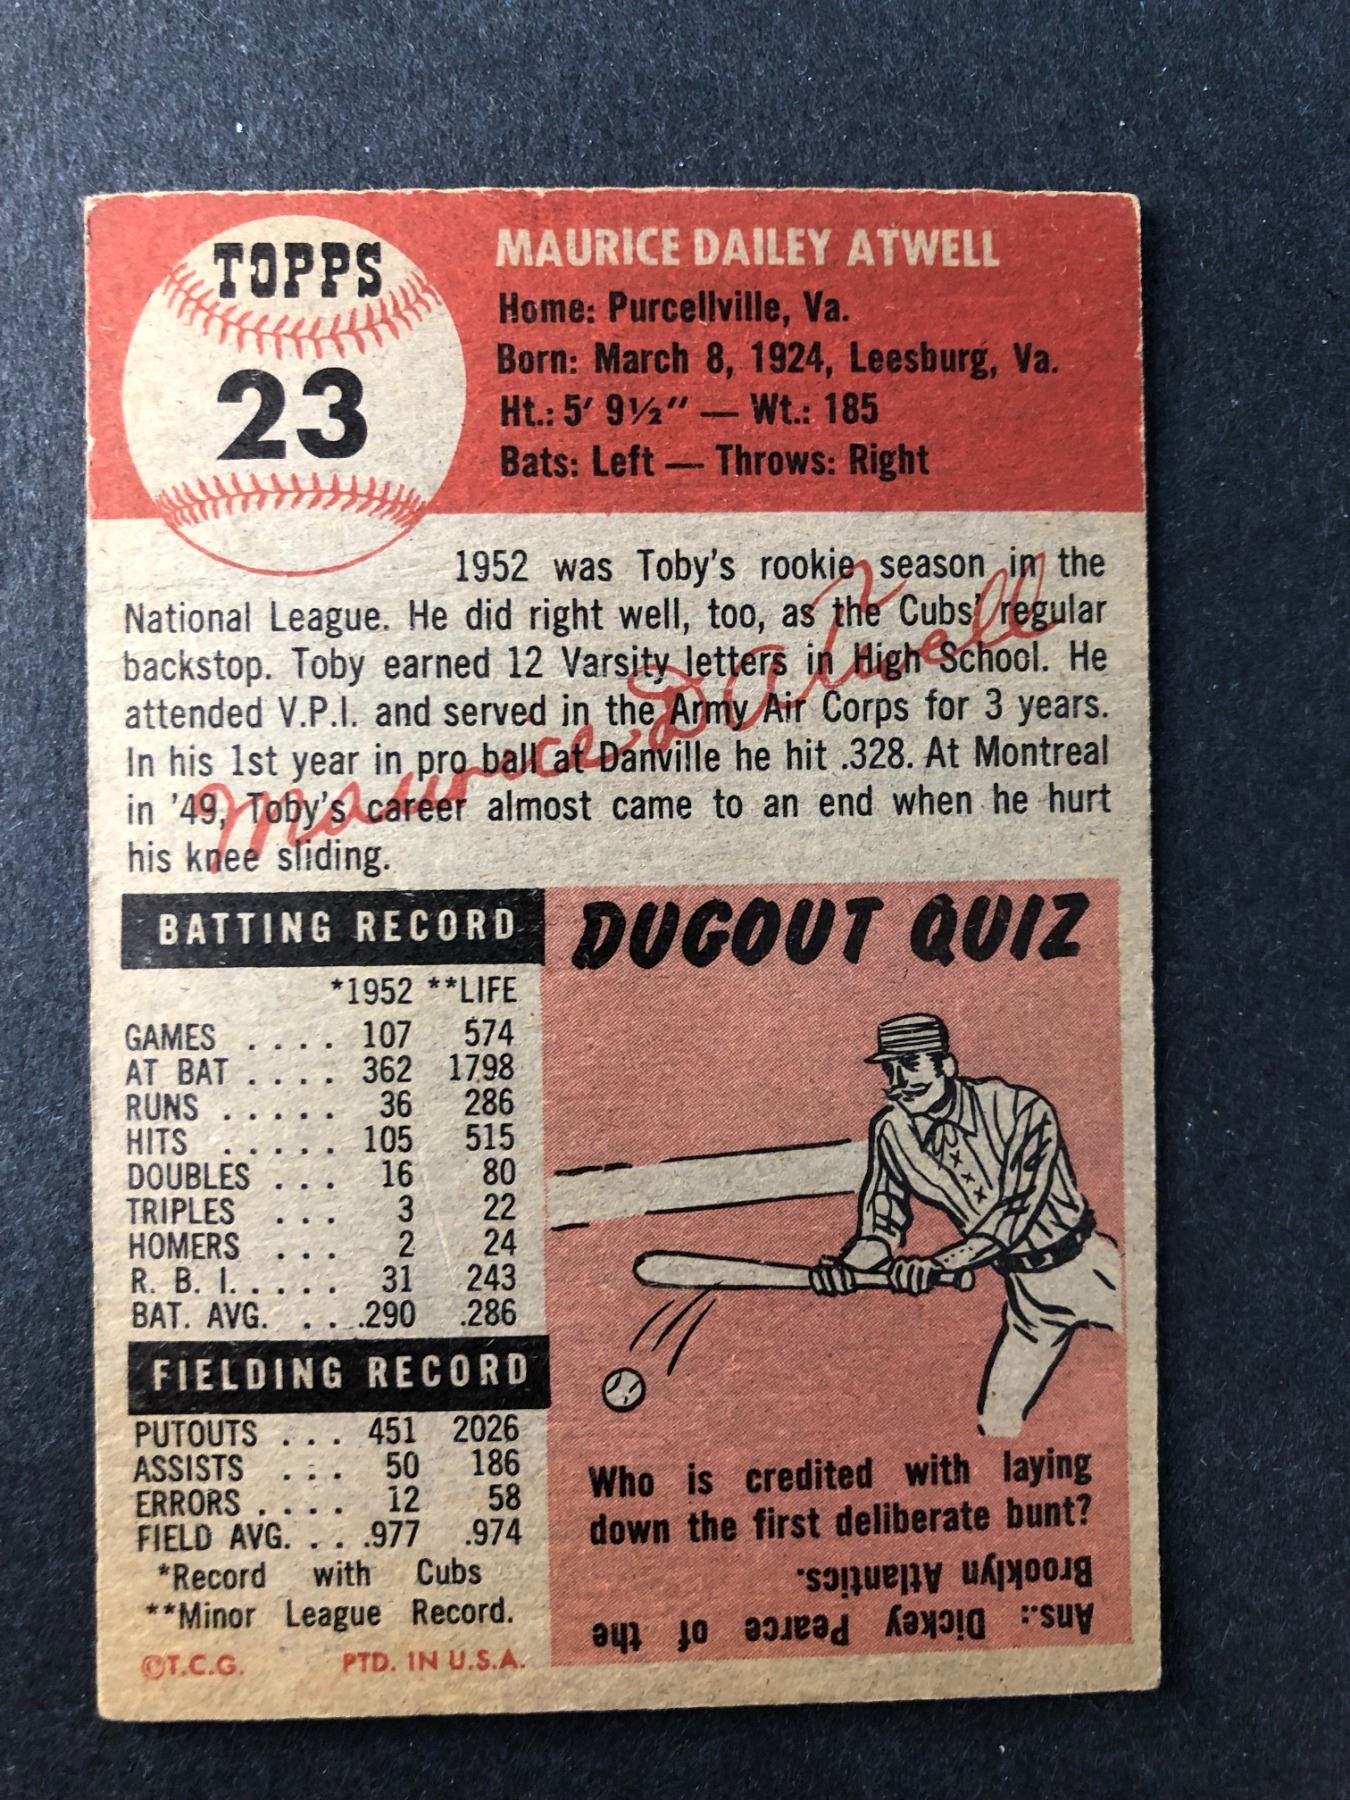 TOPPS
23
MAURICE DAILEY ATWELL
Home: Purcellville, Va.
Born: March 8, 1924, Leesburg, Va.
Ht.: 5′ 9½″ — Wt.: 185
Bats: Left — Throws: Right
1952 was Toby's rookie season in the
National League. He did right well, too, as the Cubs' regular
backstop. Toby earned 12 Varsity letters in High School. He
attended V.P.I. and served in the Army Air Corps for 3 years.
In his 1st year in pro ball at Danville he hit .328. At Montreal
in '49, Toby's career almost came to an end when he hurt
his knee sliding.
Maurice D Atwell
BATTING RECORD
*1952 **LIFE
GAMES .... 107 574
AT BAT .... 362 1798
RUNS ..... 36 286
HITS ..... 105 515
DOUBLES ... 16 80
TRIPLES ... 3 22
HOMERS ... 2 24
R. B. I. .... 31 243
BAT. AVG. ... .290 .286
FIELDING RECORD
PUTOUTS ... 451 2026
ASSISTS ... 50 186
ERRORS .... 12 58
FIELD AVG. ... .977 .974
*Record with Cubs
**Minor League Record.
©T.C.G. PTD. IN U.S.A.
DUGOUT QUIZ
Who is credited with laying
down the first deliberate bunt?
Ans.: Dickey Pearce of the
Brooklyn Atlantics.